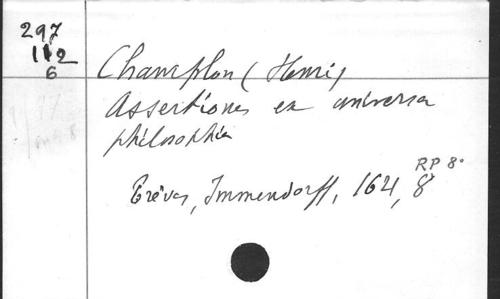 297
112
6
Champlon (Henri)
Assertiones ex universa
philosophia
RP 8°
Trèves, Immendorff, 164, 8°